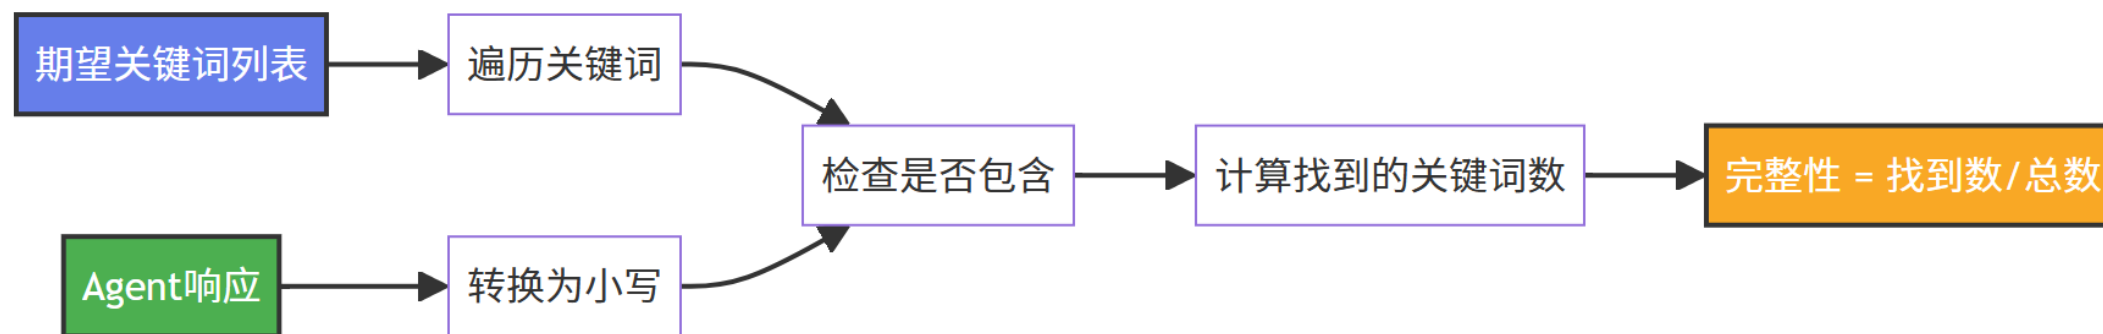 期望关键词列表
遍历关键词
检查是否包含
计算找到的关键词数
完整性 = 找到数/总数
Agent响应
转换为小写